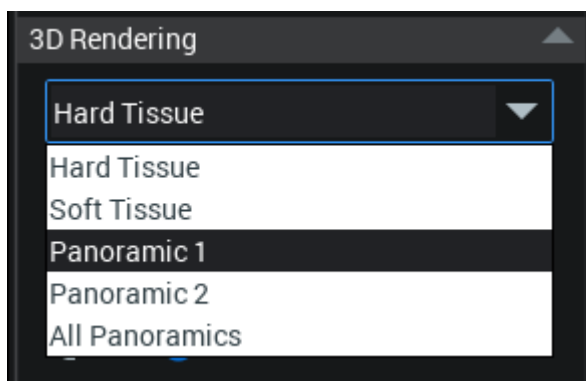 3D Rendering
Hard Tissue
Hard Tissue
Soft Tissue
Panoramic 1
Panoramic 2
All Panoramics